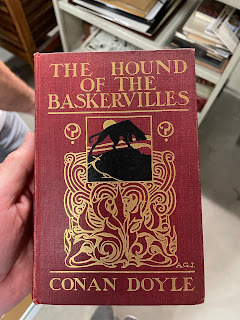 THE HOUND
OF THE
BASKERVILLES
? ?
A.G.J.
CONAN DOYLE